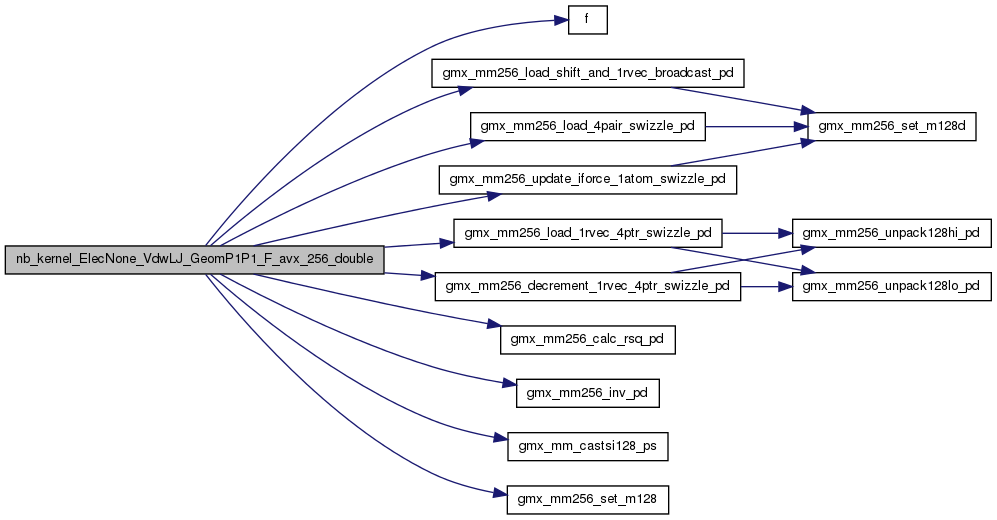 f
gmx_mm256_load_shift_and_1rvec_broadcast_pd
gmx_mm256_load_4pair_swizzle_pd
gmx_mm256_set_m128d
gmx_mm256_update_iforce_1atom_swizzle_pd
gmx_mm256_load_1rvec_4ptr_swizzle_pd
gmx_mm256_unpack128hi_pd
nb_kernel_ElecNone_VdwLJ_GeomP1P1_F_avx_256_double
gmx_mm256_decrement_1rvec_4ptr_swizzle_pd
gmx_mm256_unpack128lo_pd
gmx_mm256_calc_rsq_pd
gmx_mm256_inv_pd
gmx_mm_castsi128_ps
gmx_mm256_set_m128